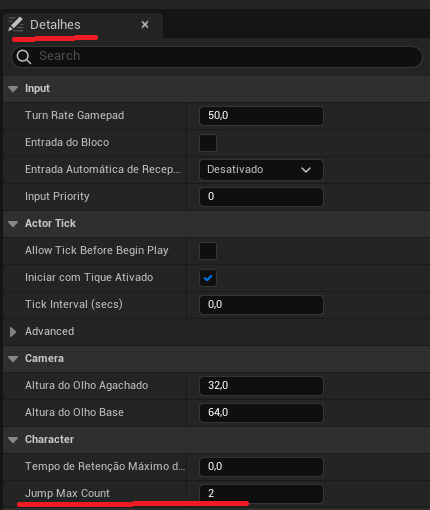 Detalhes
Search
Input
Turn Rate Gamepad 50,0
Entrada do Bloco
Entrada Automática de Recep... Desativado
Input Priority 0
Actor Tick
Allow Tick Before Begin Play
Iniciar com Tique Ativado
Tick Interval (secs) 0,0
Advanced
Camera
Altura do Olho Agachado 32,0
Altura do Olho Base 64,0
Character
Tempo de Retenção Máximo d... 0,0
Jump Max Count 2